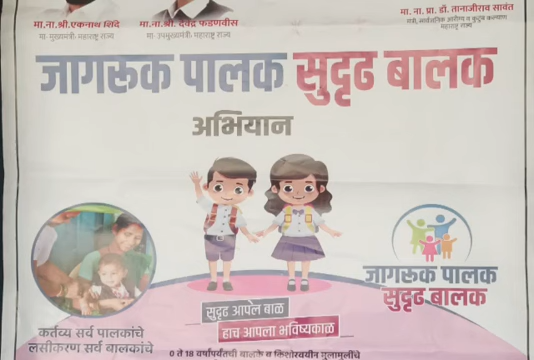 मा.ना.श्री.एकनाथ शिंदे
मा. मुख्यमंत्री- महाराष्ट्र राज्य
मा.ना.श्री. देवेंद्र फडणवीस
मा. उपमुख्यमंत्री- महाराष्ट्र राज्य
मा. ना. प्रा. डॉ. तानाजीराव सावंत
मंत्री, सार्वजनिक आरोग्य व कुटुंब कल्याण
महाराष्ट्र राज्य
जागरूक पालक सुदृढ बालक
अभियान
जागरूक पालक
सुदृढ बालक
सुदृढ आपले बाळ
हाच आपला भविष्यकाळ
कर्तव्य सर्व पालकांचे
लसीकरण सर्व बालकांचे
0 ते 18 वर्षांपर्यंतची बालके व किशोरवयीन मुलामुलींचे